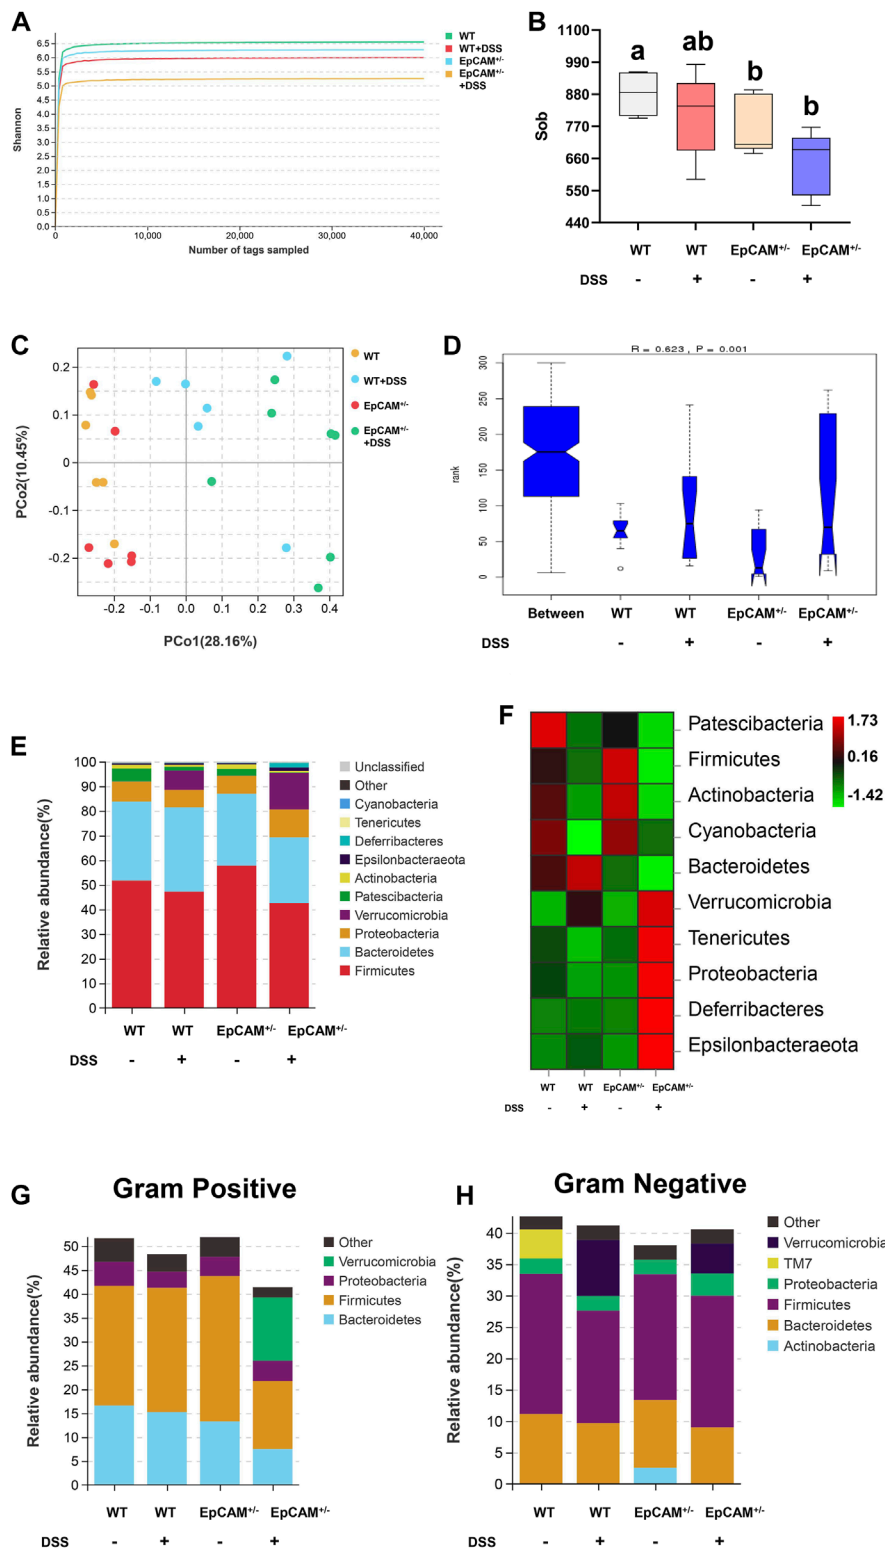 A
6.5
6.0
5.5
5.0
4.5
4.0
3.5
3.0
2.5
2.0
1.5
1.0
0.5
0.0
Shannon
0
10,000
20,000
30,000
40,000
Number of tags sampled
WT
WT+DSS
EpCAM+/-
EpCAM+/-
+DSS
B
1100
990
880
770
660
550
440
Sob
a
ab
b
b
WT
WT
EpCAM+/-
EpCAM+/-
DSS
-
+
-
+
C
0.2
0.1
0
-0.1
-0.2
PCo2(10.45%)
-0.2
-0.1
0.0
0.1
0.2
0.3
0.4
PCo1(28.16%)
WT
WT+DSS
EpCAM+/-
EpCAM+/-
+DSS
D
R = 0.623 , P = 0.001
300
250
200
150
100
50
0
rank
Between
WT
WT
EpCAM+/-
EpCAM+/-
DSS
-
+
-
+
E
100
90
80
70
60
50
40
30
20
10
0
Relative abundance(%)
WT
WT
EpCAM+/-
EpCAM+/-
DSS
-
+
-
+
Unclassified
Other
Cyanobacteria
Tenericutes
Deferribacteres
Epsilonbacteraeota
Actinobacteria
Patescibacteria
Verrucomicrobia
Proteobacteria
Bacteroidetes
Firmicutes
F
Patescibacteria
Firmicutes
Actinobacteria
Cyanobacteria
Bacteroidetes
Verrucomicrobia
Tenericutes
Proteobacteria
Deferribacteres
Epsilonbacteraeota
1.73
0.16
-1.42
WT
WT
EpCAM+/-
EpCAM+/-
DSS
-
+
-
+
G
Gram Positive
50
45
40
35
30
25
20
15
10
5
0
Relative abundance(%)
WT
WT
EpCAM+/-
EpCAM+/-
DSS
-
+
-
+
Other
Verrucomicrobia
Proteobacteria
Firmicutes
Bacteroidetes
H
Gram Negative
40
35
30
25
20
15
10
5
0
Relative abundance(%)
WT
WT
EpCAM+/-
EpCAM+/-
DSS
-
+
-
+
Other
Verrucomicrobia
TM7
Proteobacteria
Firmicutes
Bacteroidetes
Actinobacteria